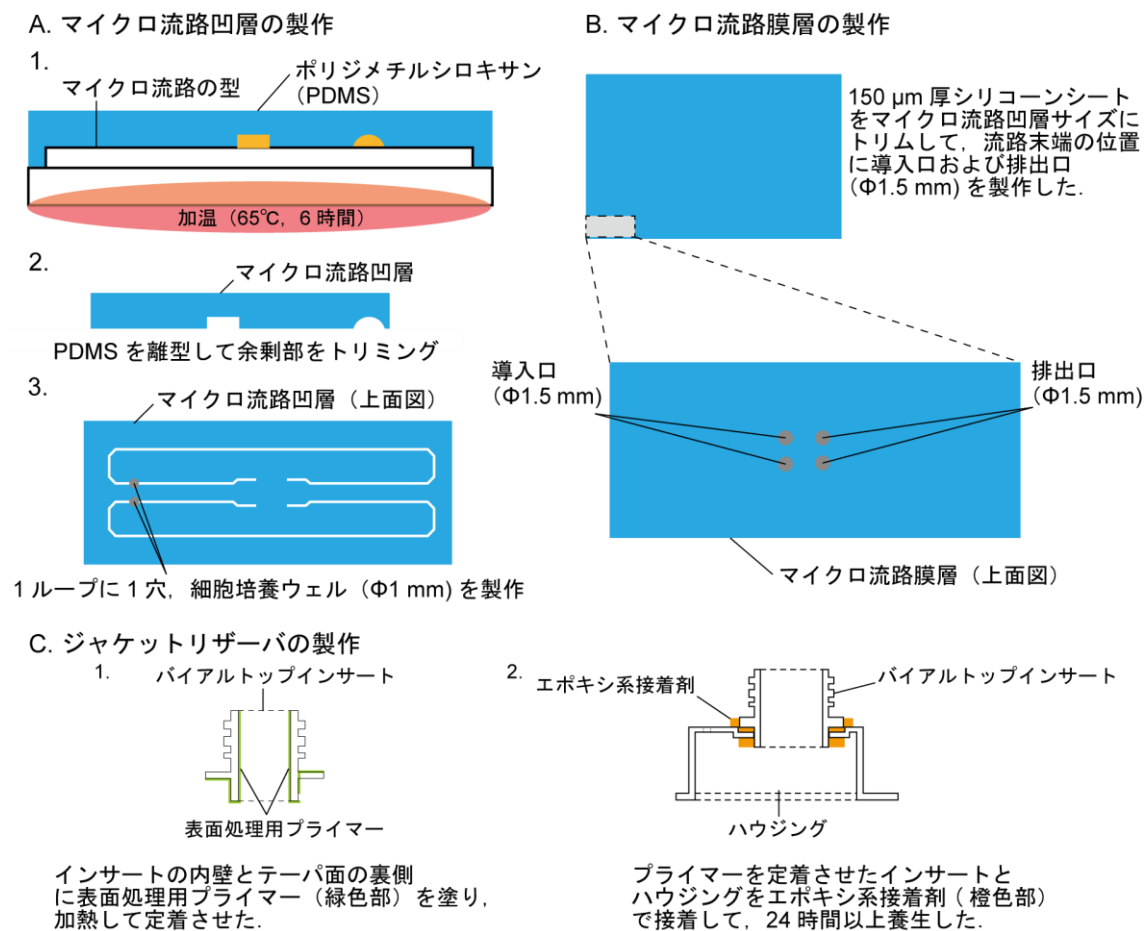 A. マイクロ流路凹層の製作
1.
マイクロ流路の型
ポリジメチルシロキサン
(PDMS)
加温（65℃，6 時間）
2.
マイクロ流路凹層
PDMS を離型して余剰部をトリミング
3.
マイクロ流路凹層（上面図）
1 ループに 1 穴，細胞培養ウェル（Φ1 mm) を製作
B. マイクロ流路膜層の製作
150 μm 厚シリコーンシート
をマイクロ流路凹層サイズに
トリムして，流路末端の位置
に導入口および排出口
(Φ1.5 mm) を製作した.
導入口
(Φ1.5 mm)
排出口
(Φ1.5 mm)
マイクロ流路膜層（上面図）
C. ジャケットリザーバの製作
1.
バイアルトップインサート
表面処理用プライマー
インサートの内壁とテーパ面の裏側
に表面処理用プライマー（緑色部）を塗り，
加熱して定着させた.
2.
エポキシ系接着剤
バイアルトップインサート
ハウジング
プライマーを定着させたインサートと
ハウジングをエポキシ系接着剤 ( 橙色部）
で接着して，24 時間以上養生した.